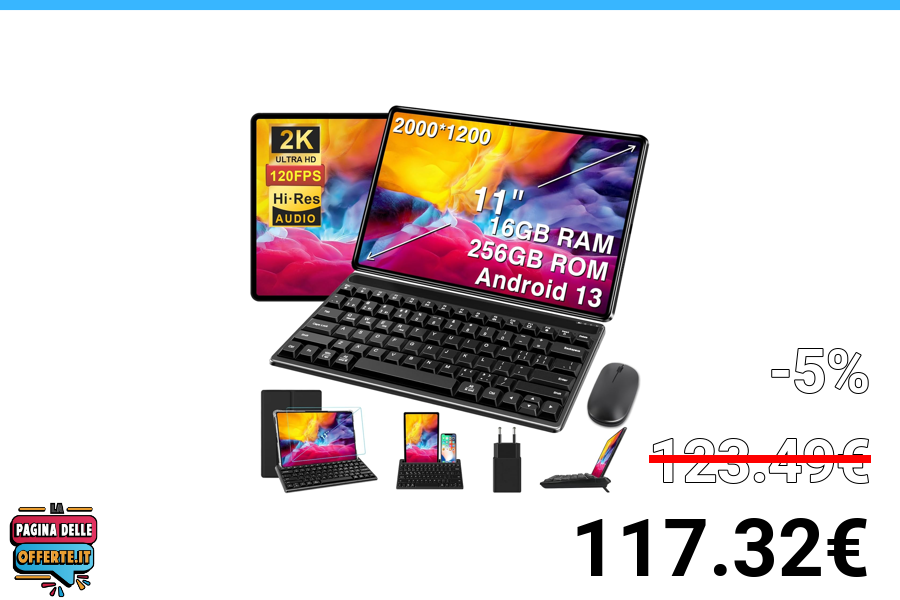 2000*1200
2K
ULTRA HD
120FPS
Hi-Res
AUDIO
11"
16GB RAM
256GB ROM
Android 13
-5%
123.49€
117.32€
LA
PAGINA DELLE
OFFERTE.IT